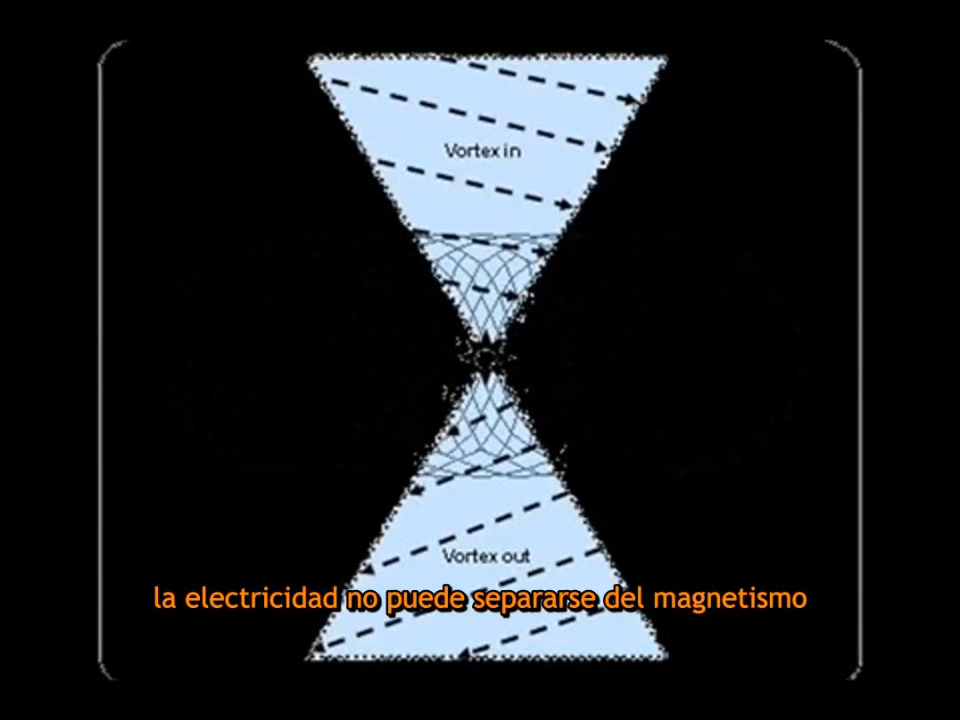 Vortex in
Vortex out
la electricidad no puede separarse del magnetismo